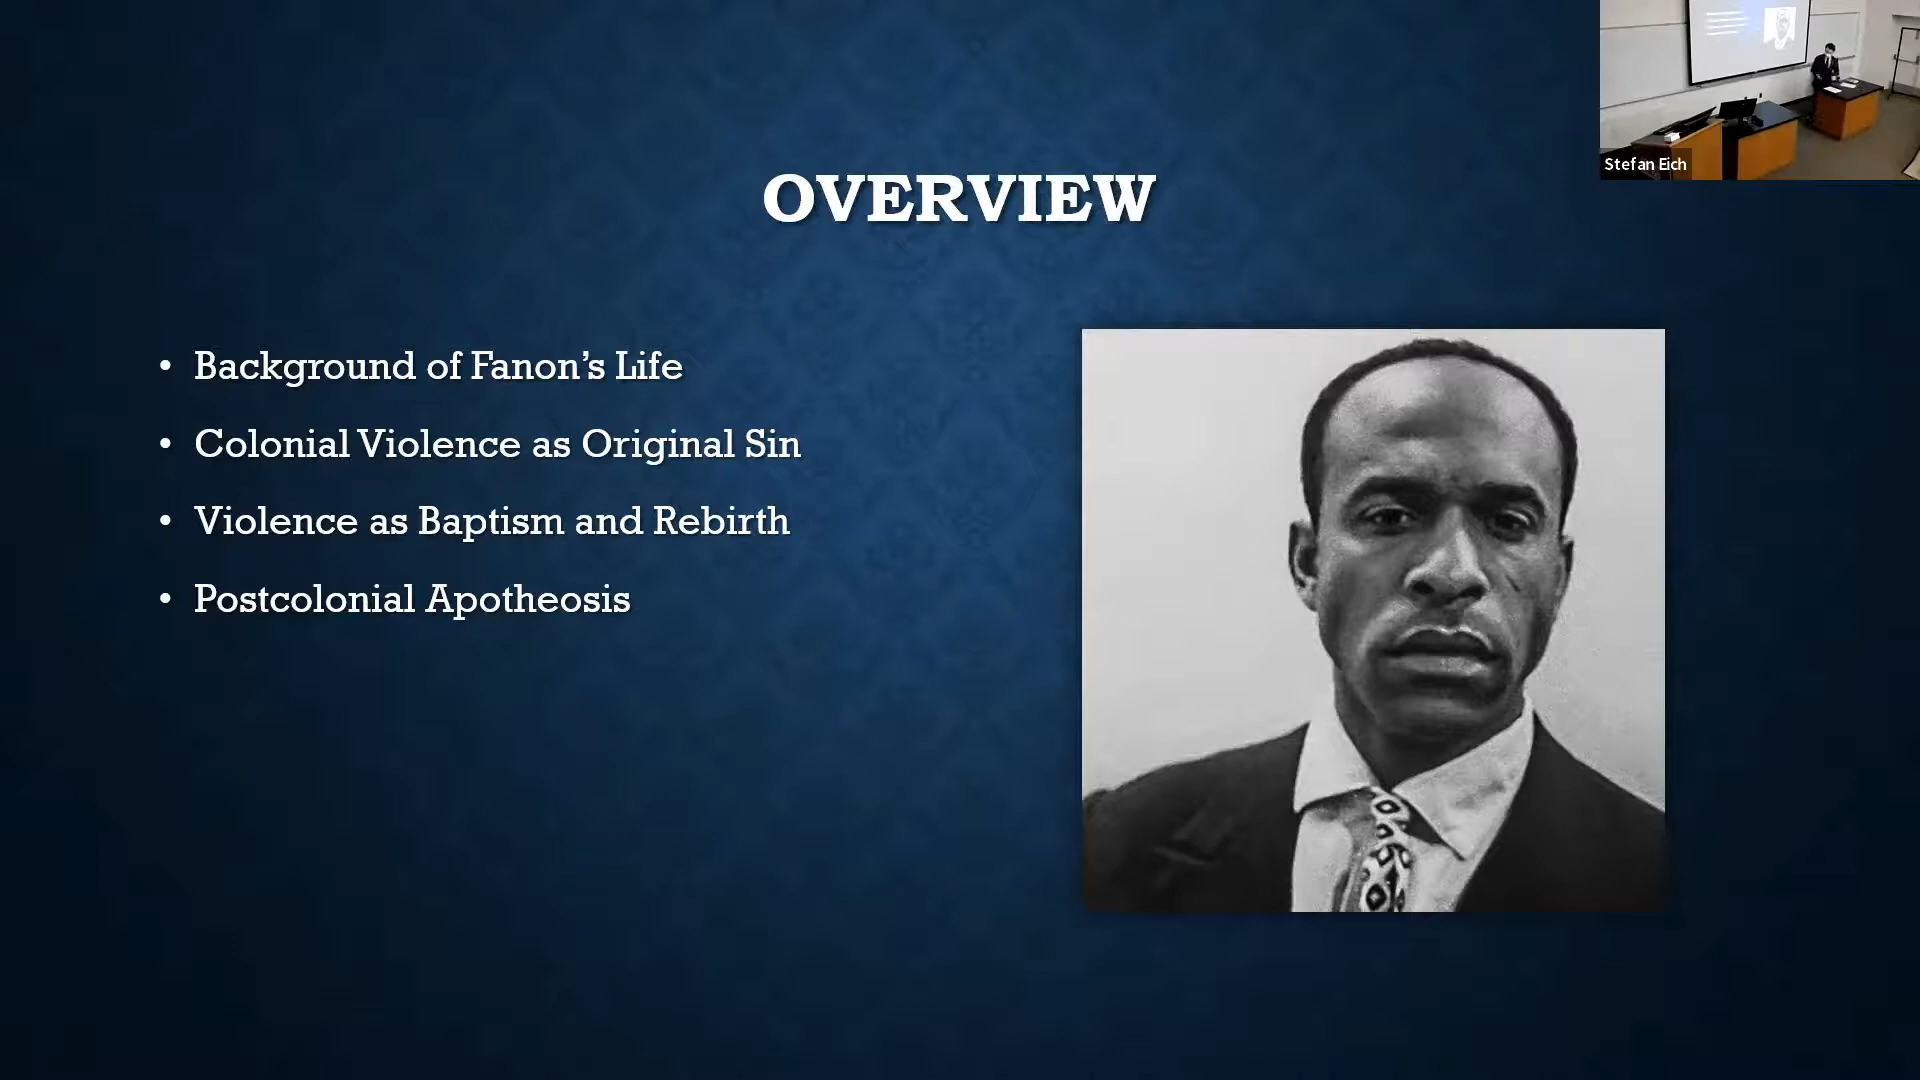 OVERVIEW
• Background of Fanon’s Life
• Colonial Violence as Original Sin
• Violence as Baptism and Rebirth
• Postcolonial Apotheosis
Stefan Eich